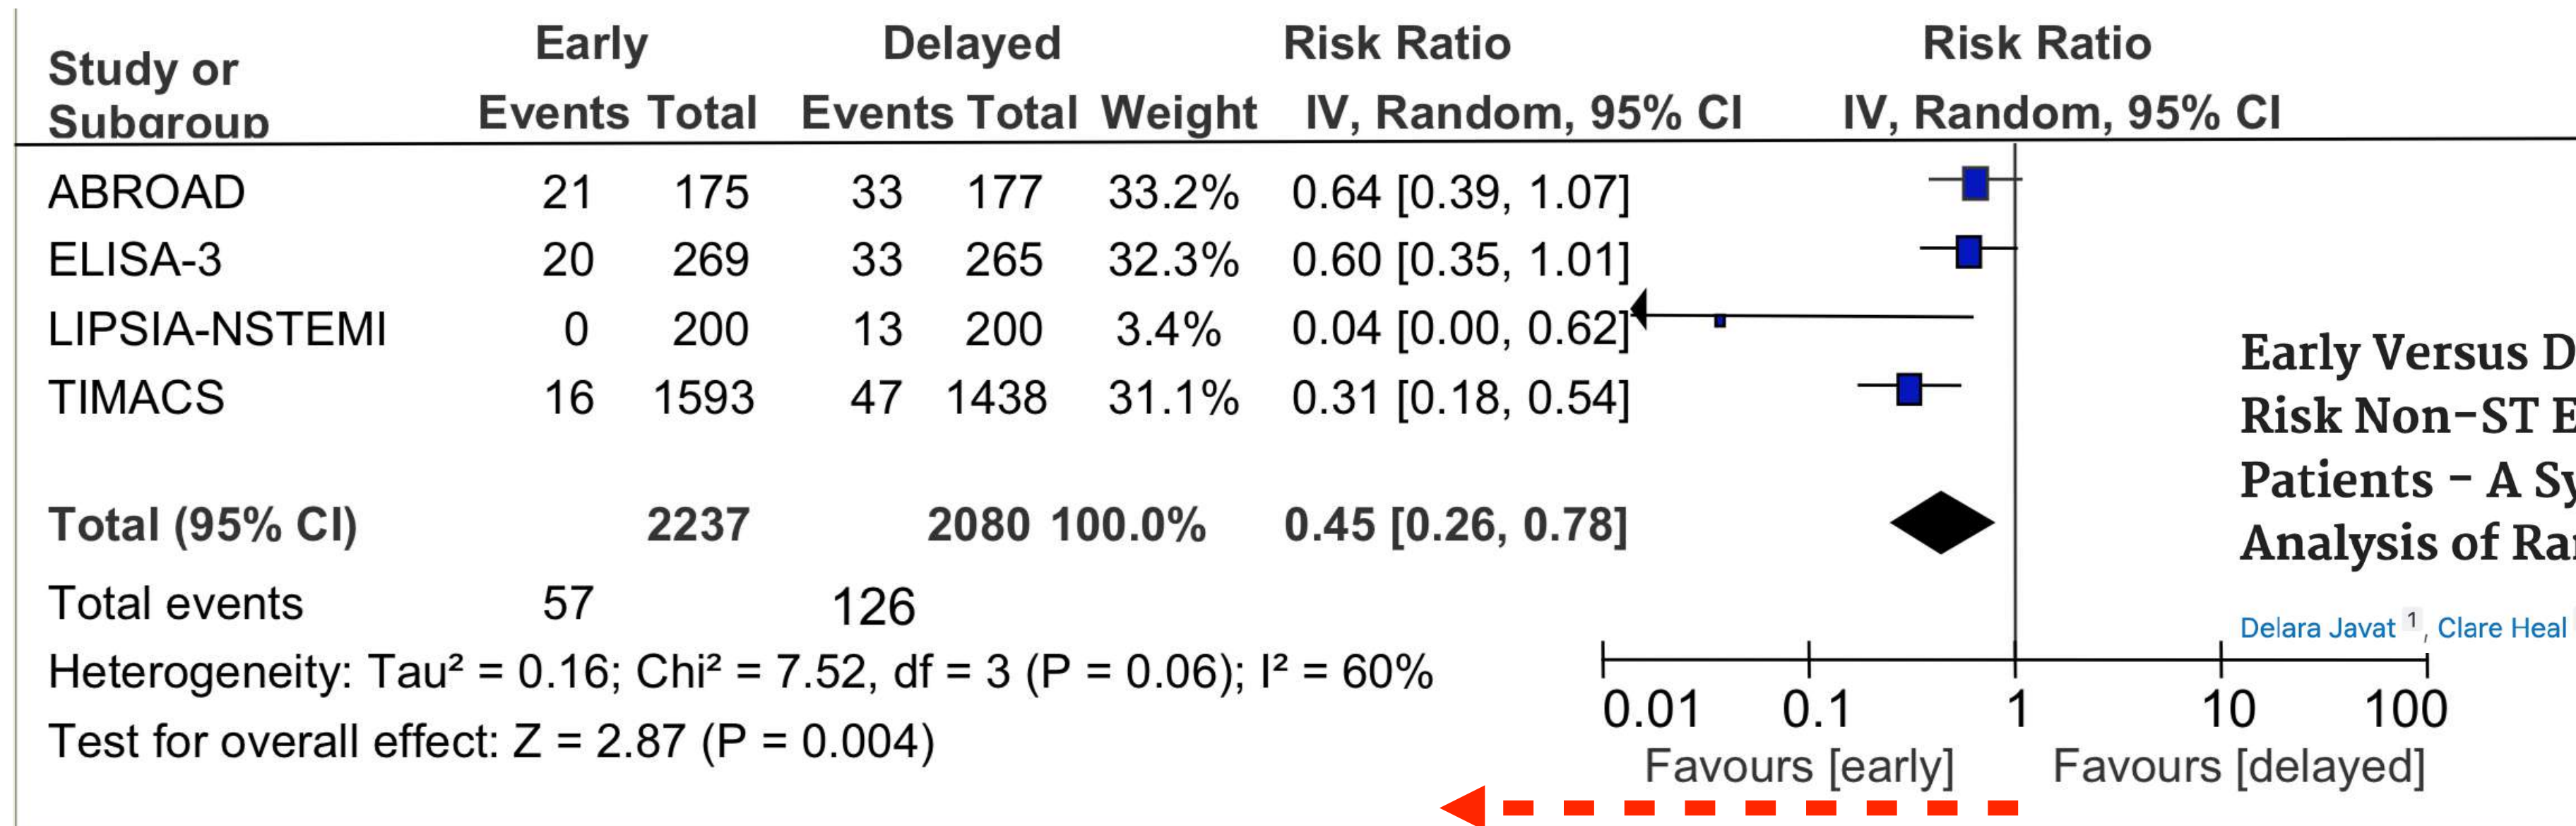 Early Delayed Risk Ratio Risk Ratio
Study or
Subgroup Events Total Events Total Weight IV, Random, 95% CI IV, Random, 95% CI
ABROAD 21 175 33 177 33.2% 0.64 [0.39, 1.07]
ELISA-3 20 269 33 265 32.3% 0.60 [0.35, 1.01]
LIPSIA-NSTEMI 0 200 13 200 3.4% 0.04 [0.00, 0.62]
TIMACS 16 1593 47 1438 31.1% 0.31 [0.18, 0.54]
Total (95% CI) 2237 2080 100.0% 0.45 [0.26, 0.78]
Total events 57 126
Heterogeneity: Tau² = 0.16; Chi² = 7.52, df = 3 (P = 0.06); I² = 60%
Test for overall effect: Z = 2.87 (P = 0.004)
0.01 0.1 1 10 100
Favours [early] Favours [delayed]
Early Versus D
Risk Non-ST E
Patients - A Sy
Analysis of Ra
Delara Javat 1, Clare Heal